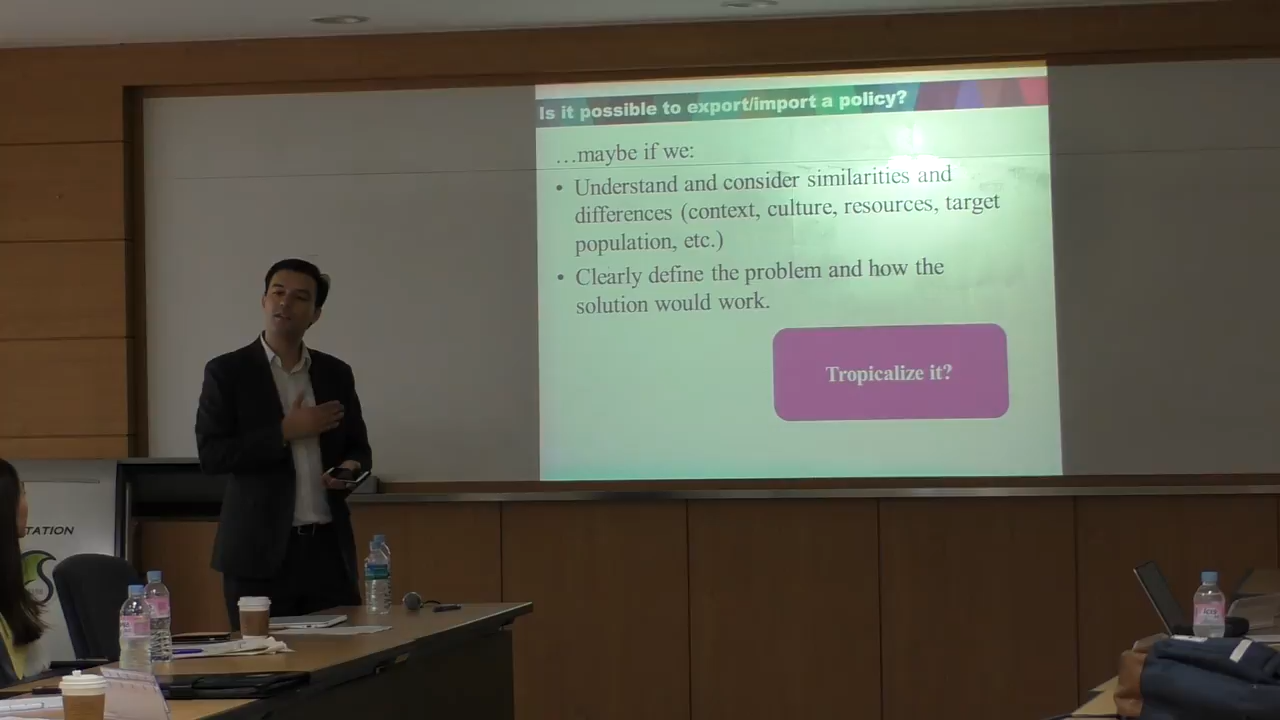 Is it possible to export/import a policy?
…maybe if we:
• Understand and consider similarities and
differences (context, culture, resources, target
population, etc.)
• Clearly define the problem and how the
solution would work.
Tropicalize it?
TATION